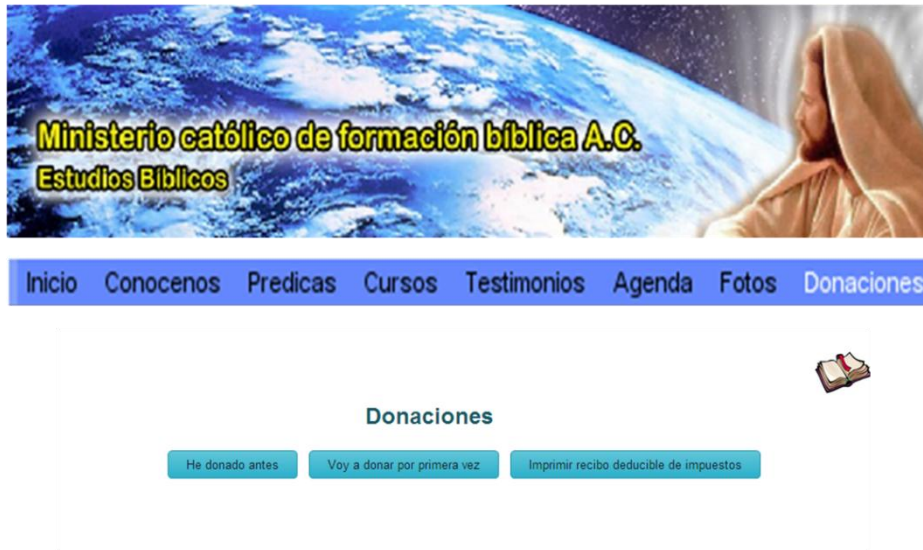 Ministerio católico de formación bíblica A.C.
Estudios Bíblicos
Inicio Conocenos Predicas Cursos Testimonios Agenda Fotos Donaciones
Donaciones
He donado antes Voy a donar por primera vez Imprimir recibo deducible de impuestos